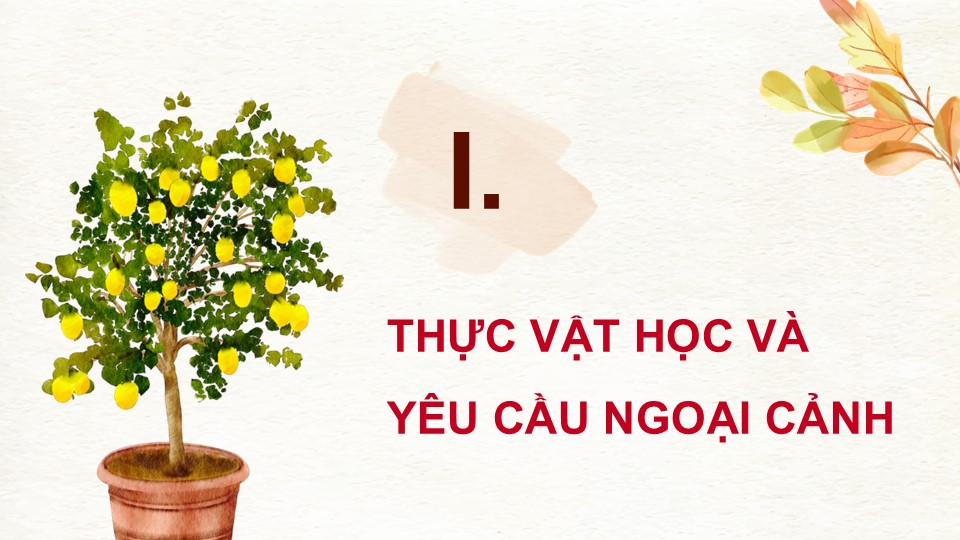 I.
THỰC VẬT HỌC VÀ
YÊU CẦU NGOẠI CẢNH